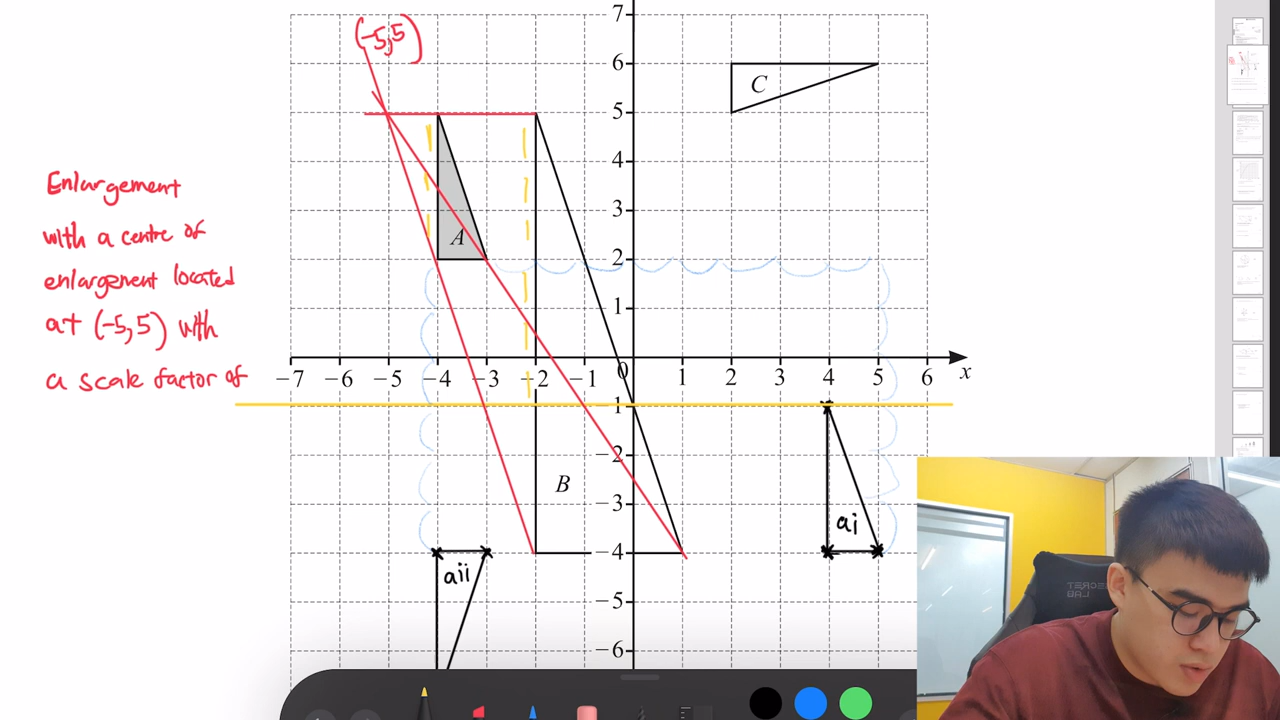 (-5,5)
7
6
C
5
4
3
A
2
1
Enlargement
with a centre of
enlargement located
at (-5,5) with
a scale factor of
−7 −6 −5 −4 −3 −2 −1 0 1 2 3 4 5 6 x
1
−2
B
−3
ai
−4
aii
−5
−6